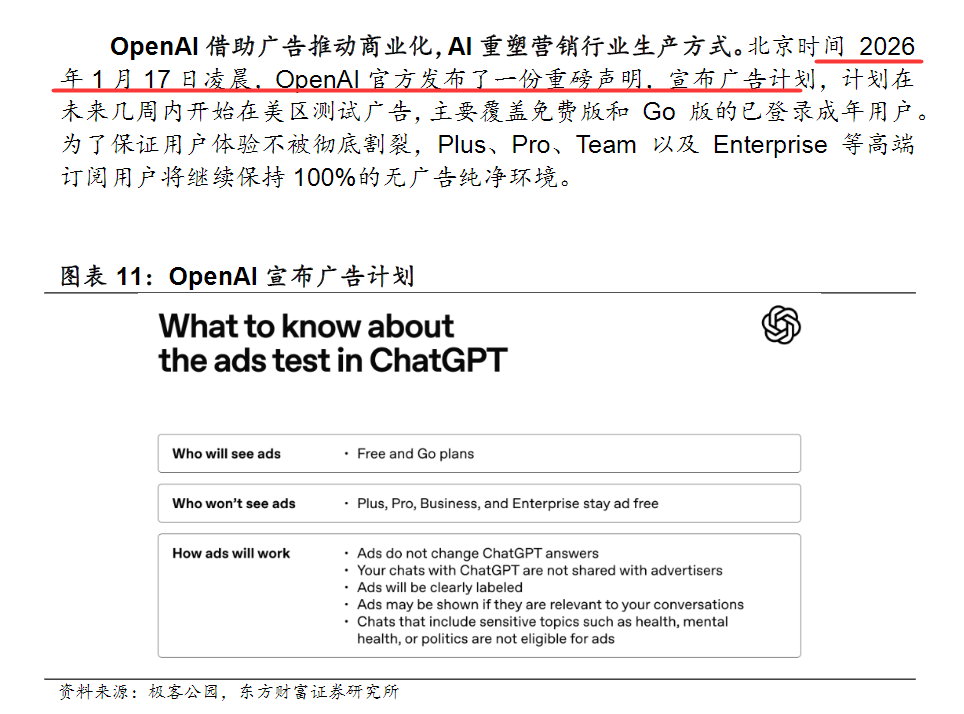 OpenAI 借助广告推动商业化，AI 重塑营销行业生产方式。北京时间 2026
年 1 月 17 日凌晨，OpenAI 官方发布了一份重磅声明，宣布广告计划，计划在
未来几周内开始在美区测试广告，主要覆盖免费版和 Go 版的已登录成年用户。
为了保证用户体验不被彻底割裂，Plus、Pro、Team 以及 Enterprise 等高端
订阅用户将继续保持 100%的无广告纯净环境。
图表 11：OpenAI 宣布广告计划
What to know about
the ads test in ChatGPT
Who will see ads • Free and Go plans
Who won't see ads • Plus, Pro, Business, and Enterprise stay ad free
How ads will work • Ads do not change ChatGPT answers
• Your chats with ChatGPT are not shared with advertisers
• Ads will be clearly labeled
• Ads may be shown if they are relevant to your conversations
• Chats that include sensitive topics such as health, mental
health, or politics are not eligible for ads
资料来源：极客公园，东方财富证券研究所